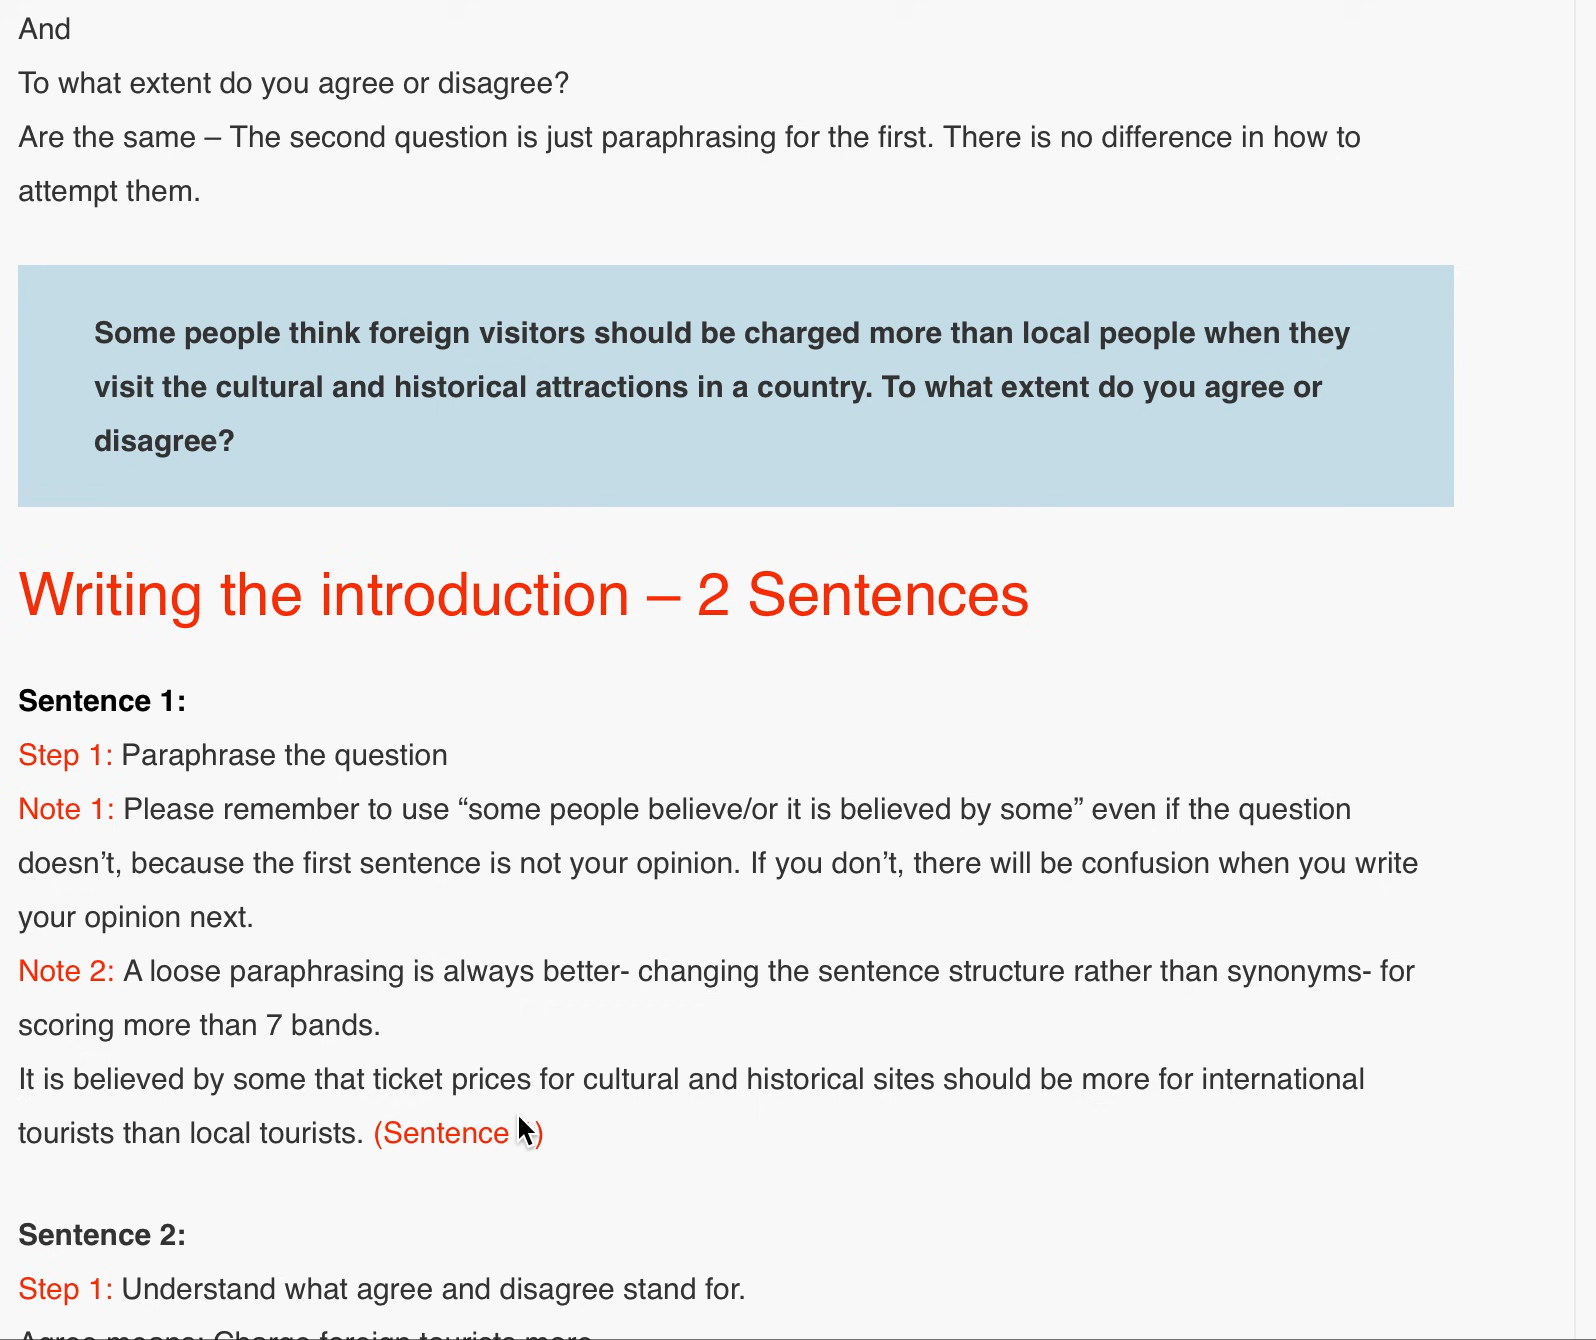 And
To what extent do you agree or disagree?
Are the same – The second question is just paraphrasing for the first. There is no difference in how to
attempt them.
Some people think foreign visitors should be charged more than local people when they
visit the cultural and historical attractions in a country. To what extent do you agree or
disagree?
Writing the introduction – 2 Sentences
Sentence 1:
Step 1: Paraphrase the question
Note 1: Please remember to use “some people believe/or it is believed by some” even if the question
doesn’t, because the first sentence is not your opinion. If you don’t, there will be confusion when you write
your opinion next.
Note 2: A loose paraphrasing is always better- changing the sentence structure rather than synonyms- for
scoring more than 7 bands.
It is believed by some that ticket prices for cultural and historical sites should be more for international
tourists than local tourists. (Sentence )
Sentence 2:
Step 1: Understand what agree and disagree stand for.
Agree means: Charge foreign tourists more